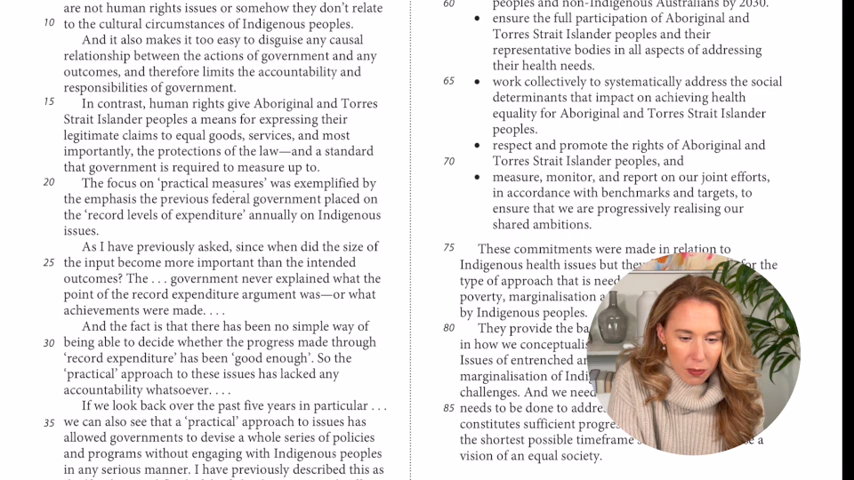 are not human rights issues or somehow they don't relate
10 to the cultural circumstances of Indigenous peoples.
And it also makes it too easy to disguise any causal
relationship between the actions of government and any
outcomes, and therefore limits the accountability and
responsibilities of government.
15 In contrast, human rights give Aboriginal and Torres
Strait Islander peoples a means for expressing their
legitimate claims to equal goods, services, and most
importantly, the protections of the law—and a standard
that government is required to measure up to.
20 The focus on 'practical measures' was exemplified by
the emphasis the previous federal government placed on
the 'record levels of expenditure' annually on Indigenous
issues.
As I have previously asked, since when did the size of
25 the input become more important than the intended
outcomes? The . . . government never explained what the
point of the record expenditure argument was—or what
achievements were made. . . .
And the fact is that there has been no simple way of
30 being able to decide whether the progress made through
'record expenditure' has been 'good enough'. So the
'practical' approach to these issues has lacked any
accountability whatsoever. . . .
If we look back over the past five years in particular . . .
35 we can also see that a 'practical' approach to issues has
allowed governments to devise a whole series of policies
and programs without engaging with Indigenous peoples
in any serious manner. I have previously described this as
60 peoples and non-Indigenous Australians by 2030.
• ensure the full participation of Aboriginal and
Torres Strait Islander peoples and their
representative bodies in all aspects of addressing
their health needs.
65 • work collectively to systematically address the social
determinants that impact on achieving health
equality for Aboriginal and Torres Strait Islander
peoples.
• respect and promote the rights of Aboriginal and
70 Torres Strait Islander peoples, and
• measure, monitor, and report on our joint efforts,
in accordance with benchmarks and targets, to
ensure that we are progressively realising our
shared ambitions.
75 These commitments were made in relation to
Indigenous health issues but for the
type of approach that is
poverty, marginalisation
by Indigenous peoples.
80 They provide the
in how we
Issues of entrenched
marginalisation of
challenges. And we
85 needs to be done to
constitutes sufficient
the shortest possible timeframe a
vision of an equal society.